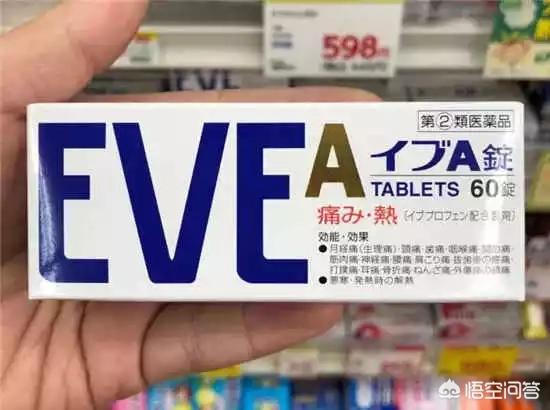 598
EVE A
指定第②類医薬品
イブA錠
TABLETS 60錠
痛み・熱 [イブプロフェン配合製剤]
効能・効果
●月経痛(生理痛)・頭痛・歯痛・咽喉痛・関節痛・
筋肉痛・神経痛・腰痛・肩こり痛・抜歯後の疼痛・
打撲痛・耳痛・骨折痛・ねんざ痛・外傷痛の鎮痛
●悪寒・発熱時の解熱
悟空问答